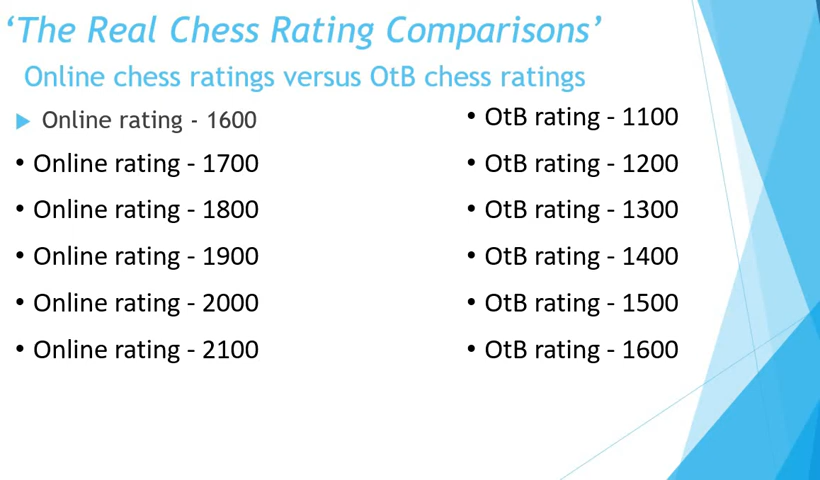 ‘The Real Chess Rating Comparisons’
Online chess ratings versus OtB chess ratings
Online rating - 1600
OtB rating - 1100
Online rating - 1700
OtB rating - 1200
Online rating - 1800
OtB rating - 1300
Online rating - 1900
OtB rating - 1400
Online rating - 2000
OtB rating - 1500
Online rating - 2100
OtB rating - 1600